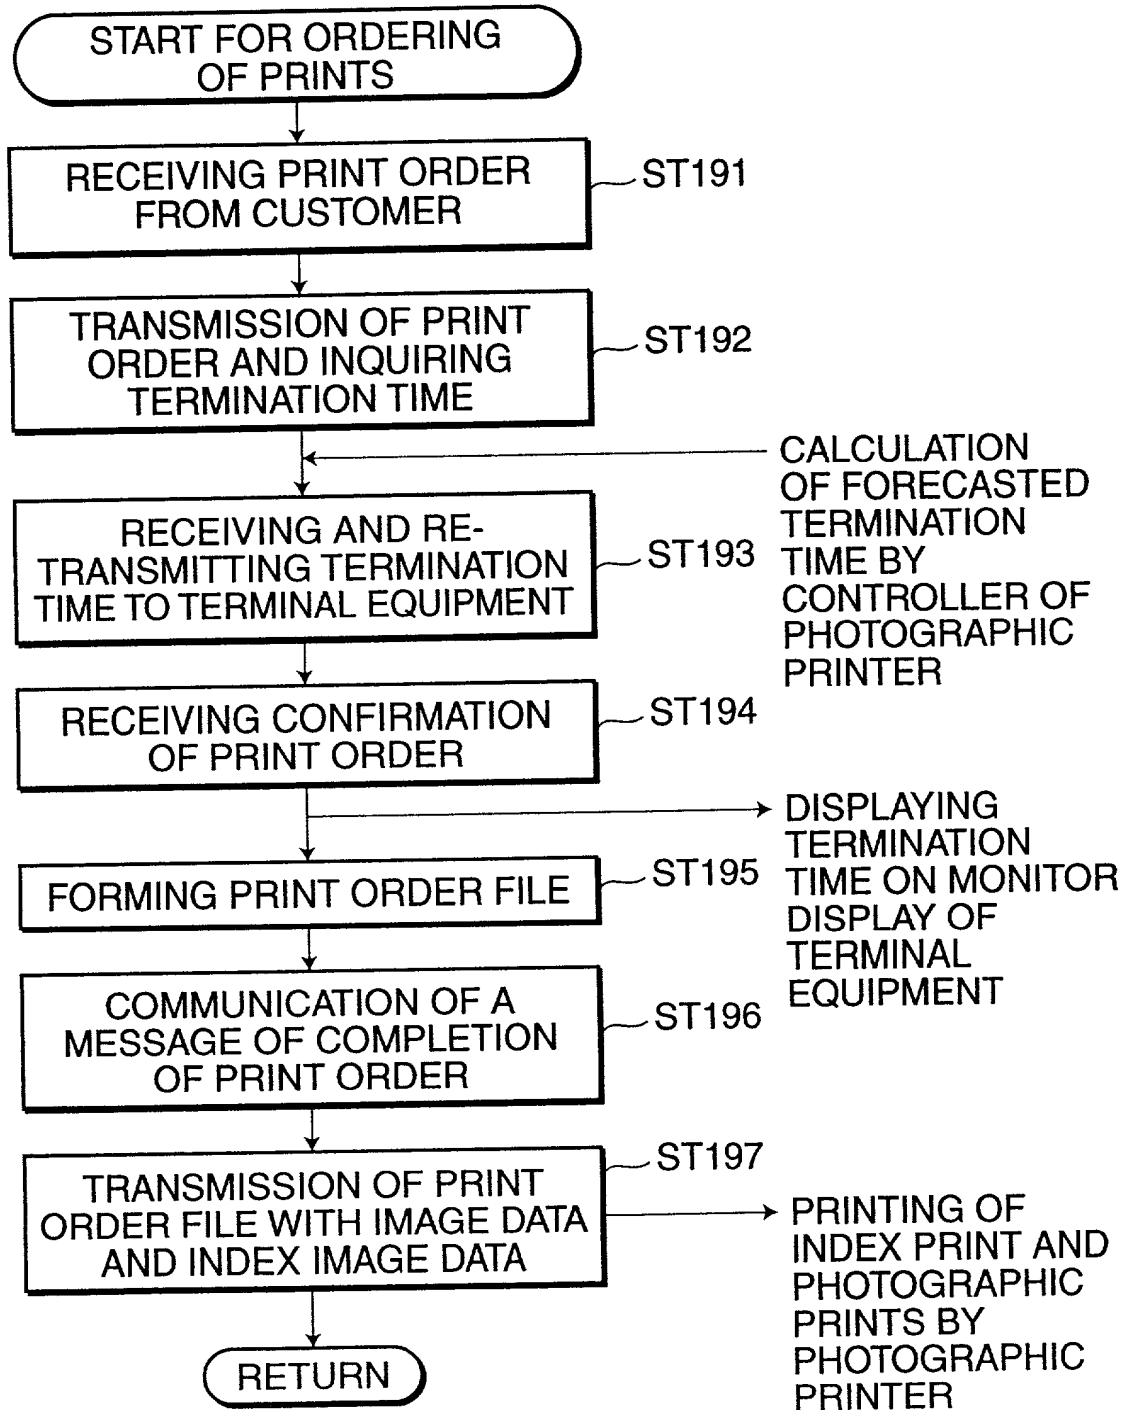 START FOR ORDERING
OF PRINTS
RECEIVING PRINT ORDER
FROM CUSTOMER
ST191
TRANSMISSION OF PRINT
ORDER AND INQUIRING
TERMINATION TIME
ST192
CALCULATION
OF FORECASTED
TERMINATION
TIME BY
CONTROLLER OF
PHOTOGRAPHIC
PRINTER
RECEIVING AND RE-
TRANSMITTING TERMINATION
TIME TO TERMINAL EQUIPMENT
ST193
RECEIVING CONFIRMATION
OF PRINT ORDER
ST194
DISPLAYING
TERMINATION
TIME ON MONITOR
DISPLAY OF
TERMINAL
EQUIPMENT
FORMING PRINT ORDER FILE
ST195
COMMUNICATION OF A
MESSAGE OF COMPLETION
OF PRINT ORDER
ST196
TRANSMISSION OF PRINT
ORDER FILE WITH IMAGE DATA
AND INDEX IMAGE DATA
ST197
PRINTING OF
INDEX PRINT AND
PHOTOGRAPHIC
PRINTS BY
PHOTOGRAPHIC
PRINTER
RETURN